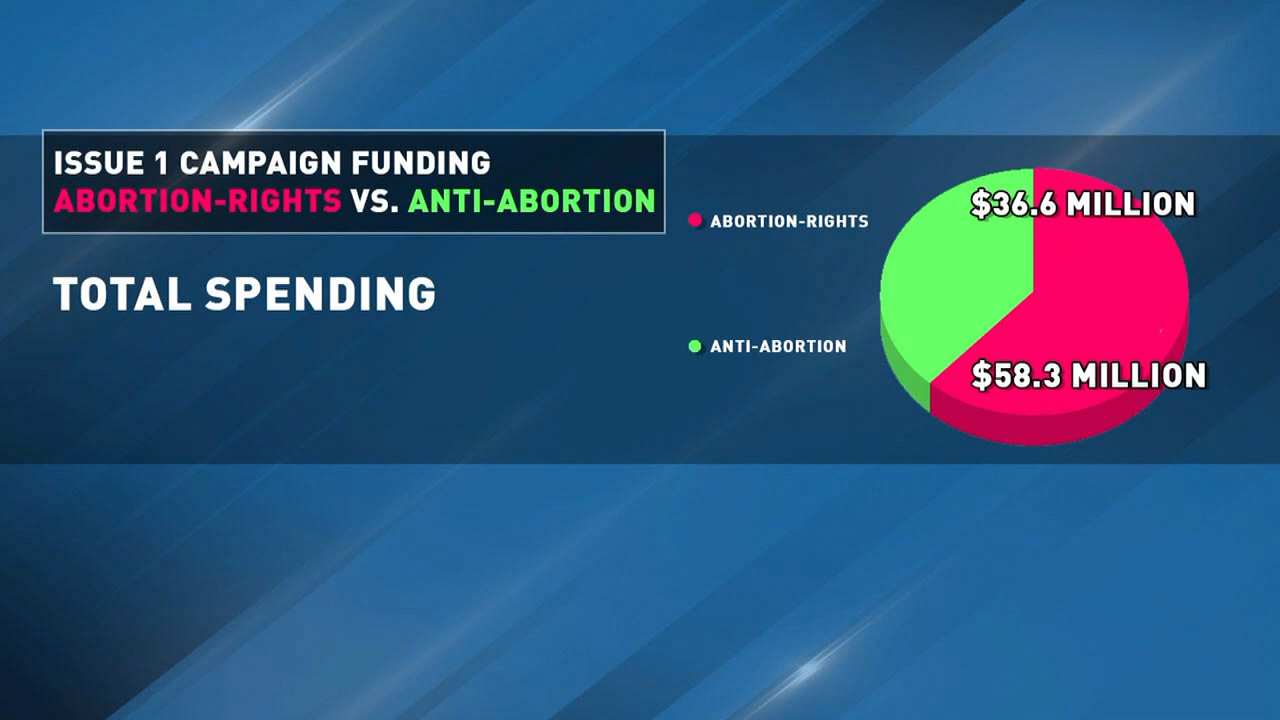 ISSUE 1 CAMPAIGN FUNDING
ABORTION-RIGHTS VS. ANTI-ABORTION
TOTAL SPENDING
ABORTION-RIGHTS
ANTI-ABORTION
$36.6 MILLION
$58.3 MILLION